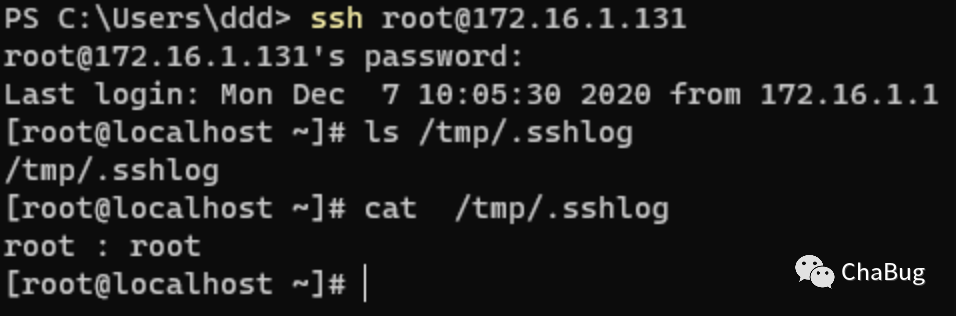 PS C:\Users\ddd> ssh root@172.16.1.131
root@172.16.1.131's password:
Last login: Mon Dec  7 10:05:30 2020 from 172.16.1.1
[root@localhost ~]# ls /tmp/.sshlog
/tmp/.sshlog
[root@localhost ~]# cat  /tmp/.sshlog
root : root
[root@localhost ~]#
ChaBug